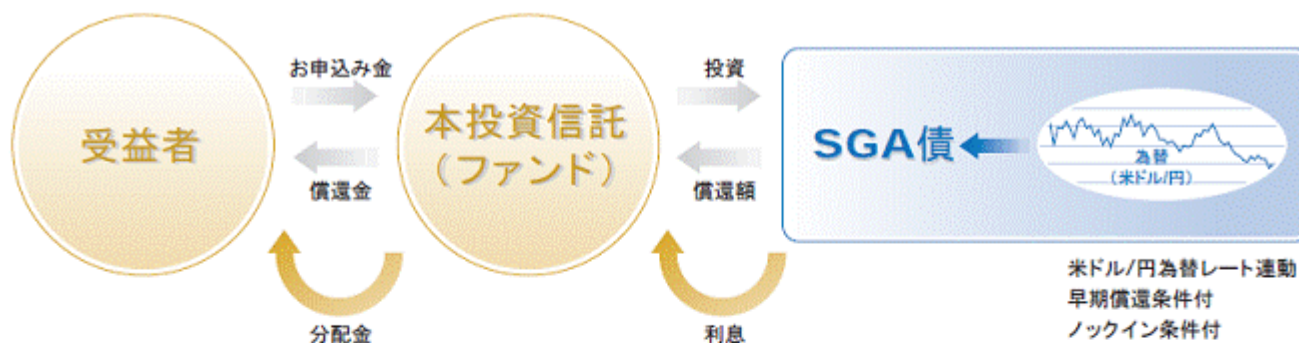 お申込み金
投資
受益者
本投資信託
（ファンド）
SGA債
為替
（米ドル/円）
償還金
償還額
分配金
利息
米ドル/円為替レート連動
早期償還条件付
ノックイン条件付